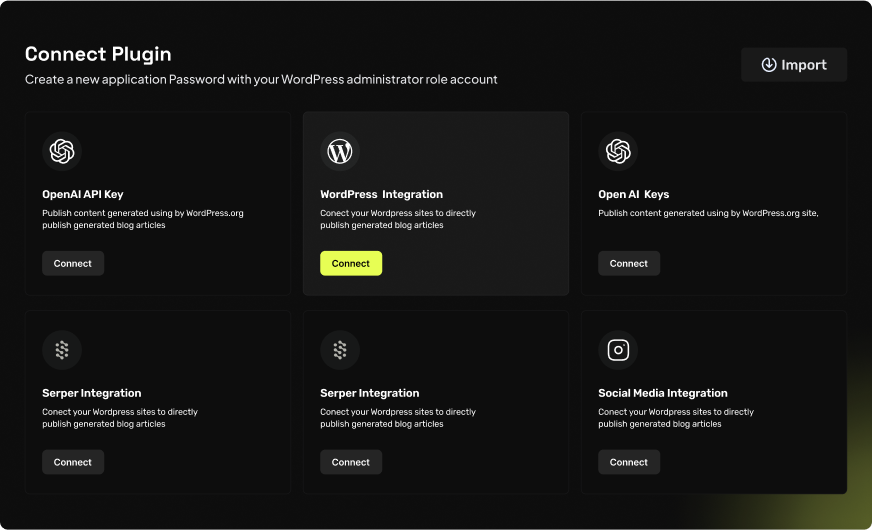 Connect Plugin
Create a new application Password with your WordPress administrator role account
Import
OpenAI API Key
Publish content generated using by WordPress.org
publish generated blog articles
Connect
WordPress Integration
Conect your Wordpress sites to directly
publish generated blog articles
Connect
Open AI Keys
Publish content generated using by WordPress.org site,
Connect
Serper Integration
Conect your Wordpress sites to directly
publish generated blog articles
Connect
Serper Integration
Conect your Wordpress sites to directly
publish generated blog articles
Connect
Social Media Integration
Conect your Wordpress sites to directly
publish generated blog articles
Connect